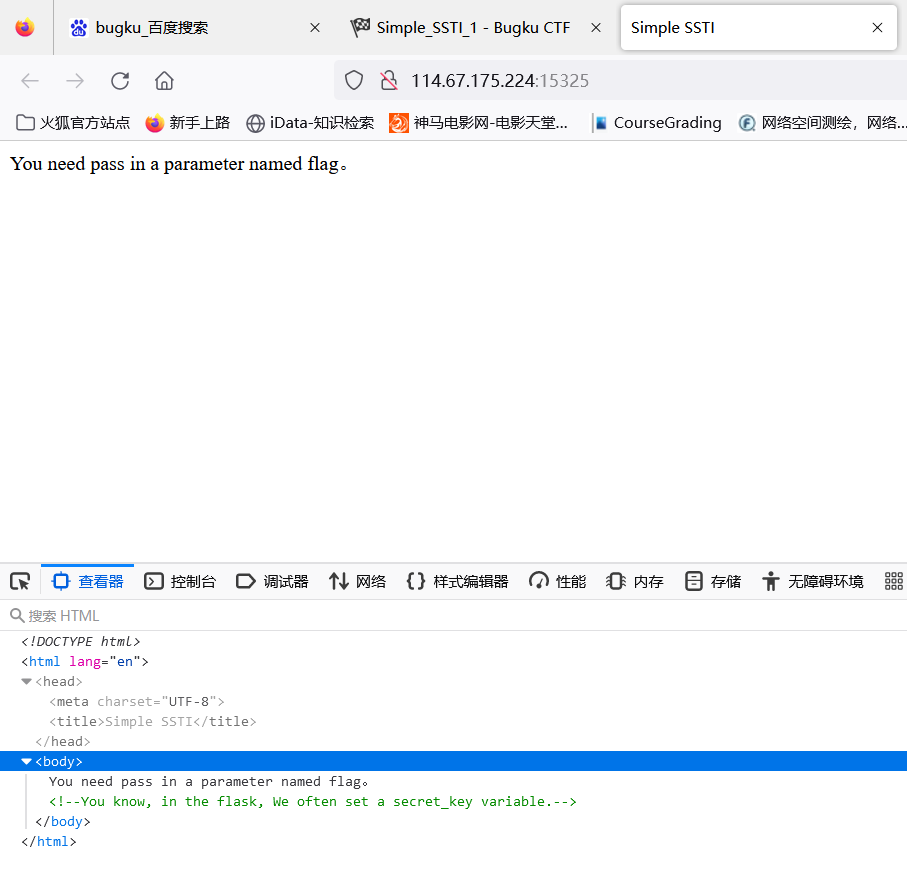 bugku_百度搜索 Simple_SSTI_1 - Bugku CTF Simple SSTI
114.67.175.224:15325
火狐官方站点 新手上路 iData-知识检索 神马电影网-电影天堂... CourseGrading 网络空间测绘，网络...
You need pass in a parameter named flag。
查看器 控制台 调试器 网络 样式编辑器 性能 内存 存储 无障碍环境
搜索 HTML
<!DOCTYPE html>
<html lang="en">
<head>
<meta charset="UTF-8">
<title>Simple SSTI</title>
</head>
<body>
You need pass in a parameter named flag。
<!--You know, in the flask, We often set a secret_key variable.-->
</body>
</html>